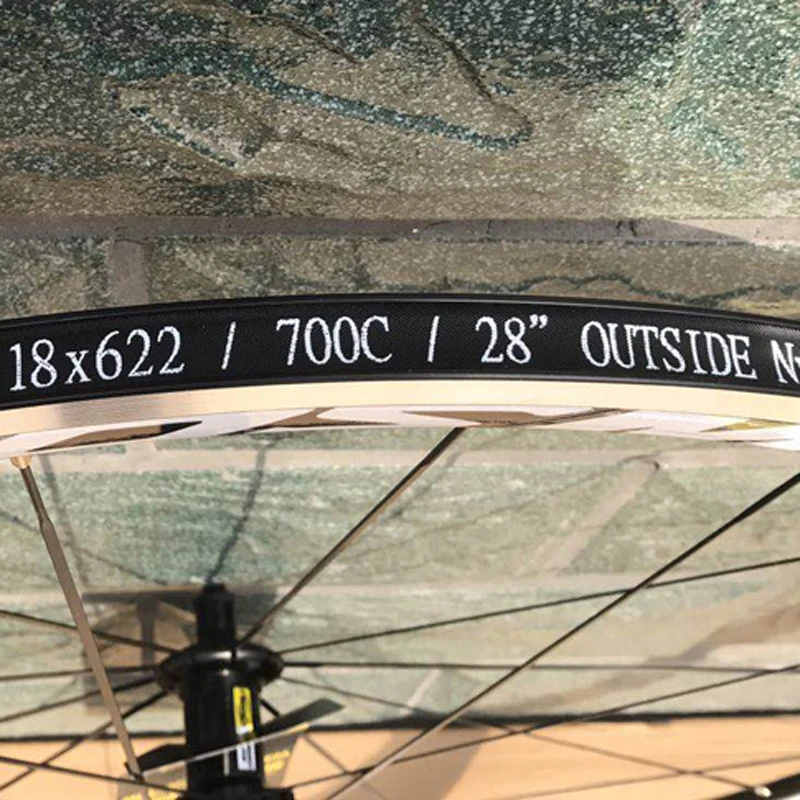 18x622 / 700C / 28” OUTSIDE